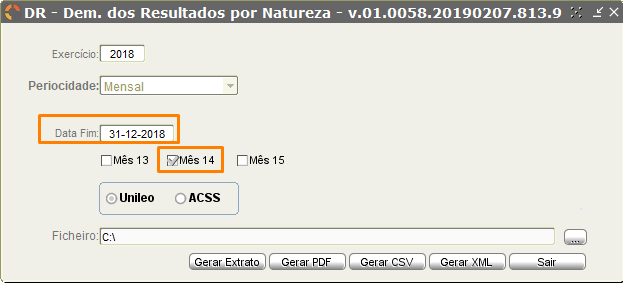 DR - Dem. dos Resultados por Natureza - v.01.0058.20190207.813.9
Exercício: 2018
Periocidade: Mensal
Data Fim: 31-12-2018
Mês 13 Mês 14 Mês 15
Unileo ACSS
Ficheiro: C:\ ...
Gerar Extrato Gerar PDF Gerar CSV Gerar XML Sair